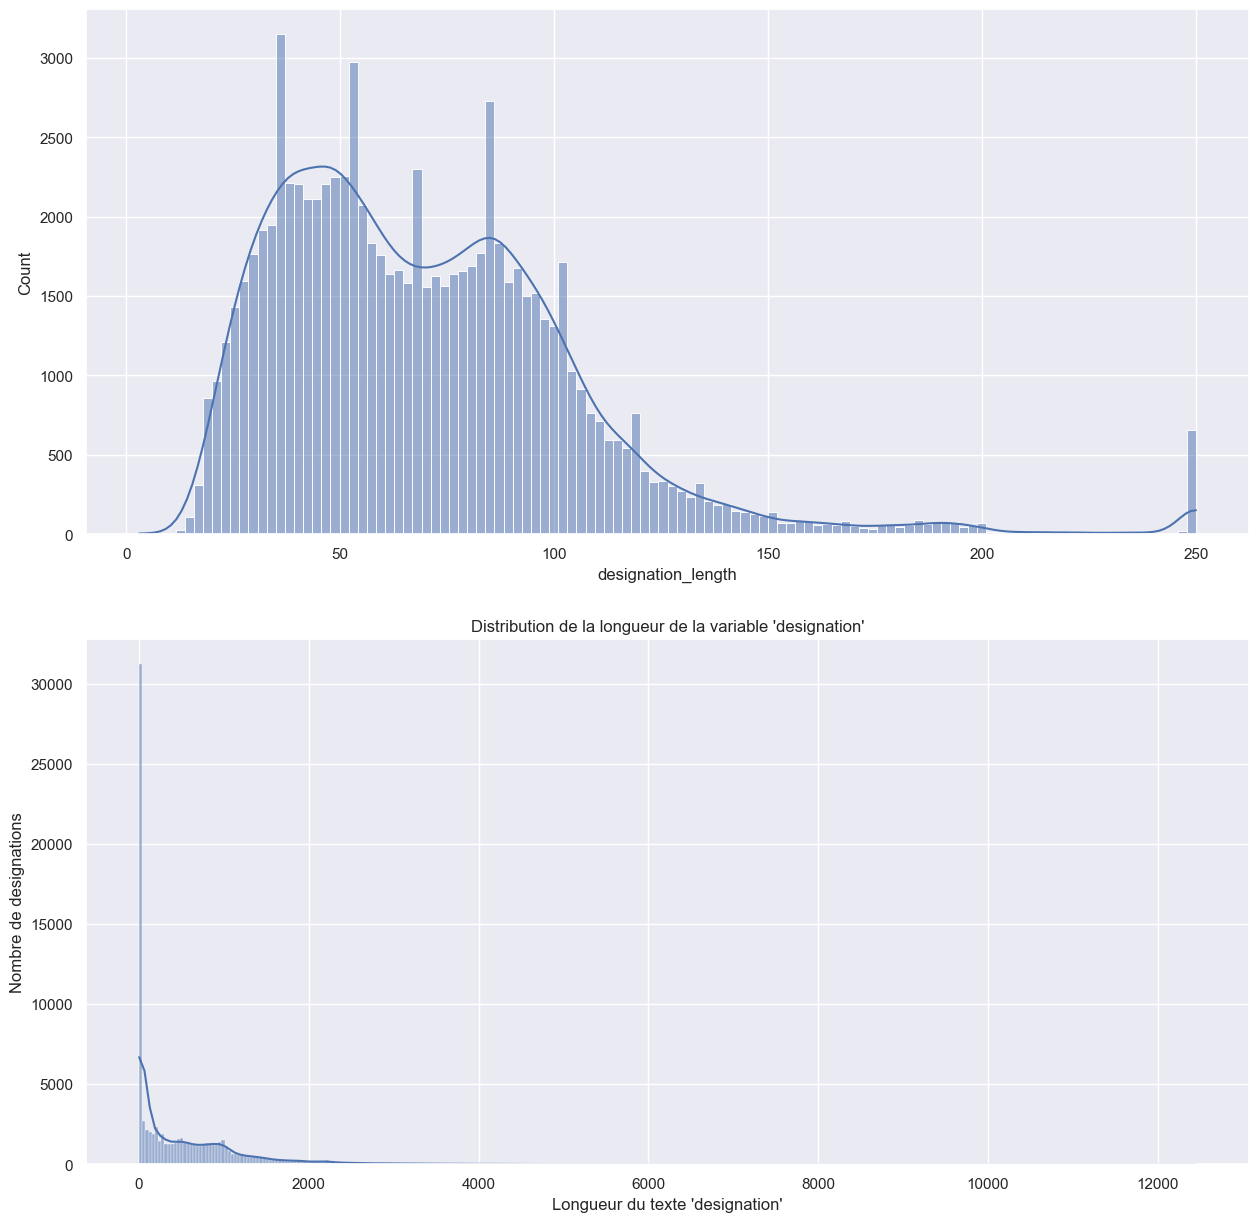 3000
2500
2000
1500
1000
500
0
Count
0 50 100 150 200 250
designation_length
Distribution de la longueur de la variable 'designation'
30000
25000
20000
15000
10000
5000
0
Nombre de designations
0 2000 4000 6000 8000 10000 12000
Longueur du texte 'designation'